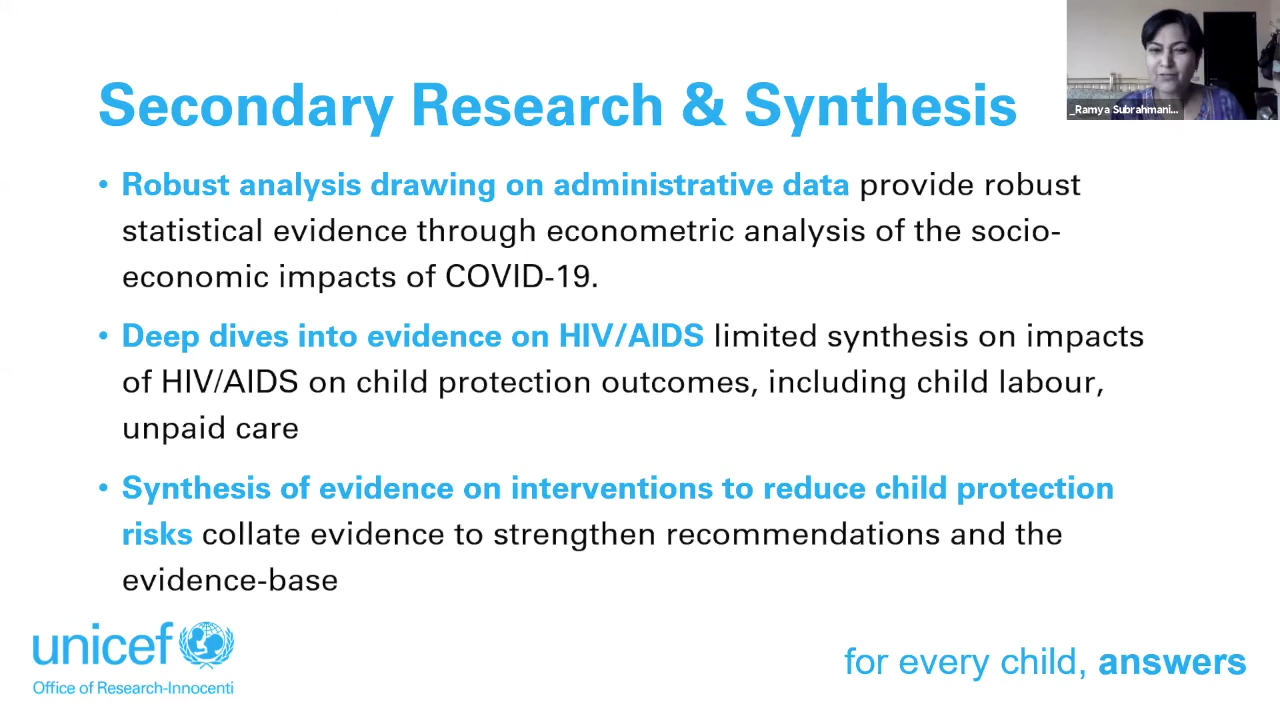 Secondary Research & Synthesis
_Ramya Subrahmani...
• Robust analysis drawing on administrative data provide robust
statistical evidence through econometric analysis of the socio-
economic impacts of COVID-19.
• Deep dives into evidence on HIV/AIDS limited synthesis on impacts
of HIV/AIDS on child protection outcomes, including child labour,
unpaid care
• Synthesis of evidence on interventions to reduce child protection
risks collate evidence to strengthen recommendations and the
evidence-base
unicef
Office of Research-Innocenti
for every child, answers